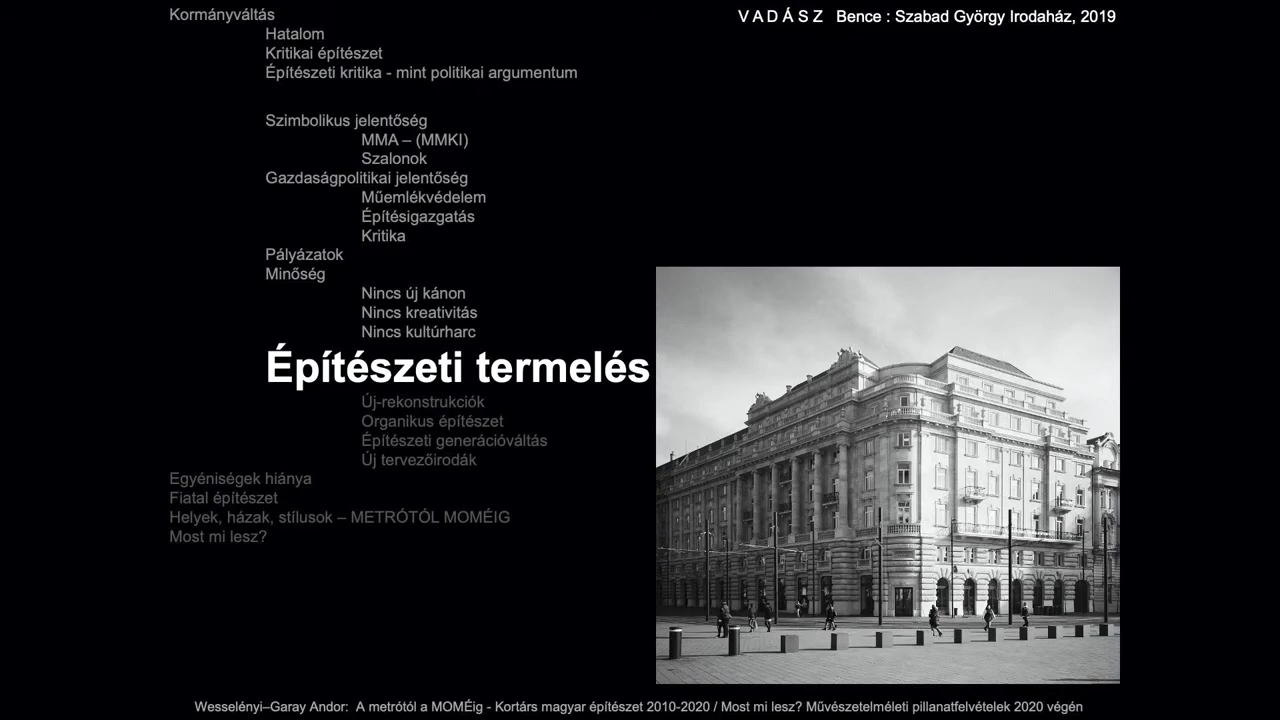 Kormányváltás
V A D Á S Z Bence : Szabad György Irodaház, 2019
Hatalom
Kritikai építészet
Építészeti kritika - mint politikai argumentum
Szimbolikus jelentőség
MMA – (MMKI)
Szalonok
Gazdaságpolitikai jelentőség
Műemlékvédelem
Építésigazgatás
Kritika
Pályázatok
Minőség
Nincs új kánon
Nincs kreativitás
Nincs kultúrharc
Építészeti termelés
Új-rekonstrukciók
Organikus építészet
Építészeti generációváltás
Új tervezőirodák
Egyéniségek hiánya
Fiatal építészet
Helyek, házak, stílusok – METRÓTÓL MOMÉIG
Most mi lesz?
Wesselényi–Garay Andor: A metrótól a MOMÉig - Kortárs magyar építészet 2010-2020 / Most mi lesz? Művészetelméleti pillanatfelvételek 2020 végén